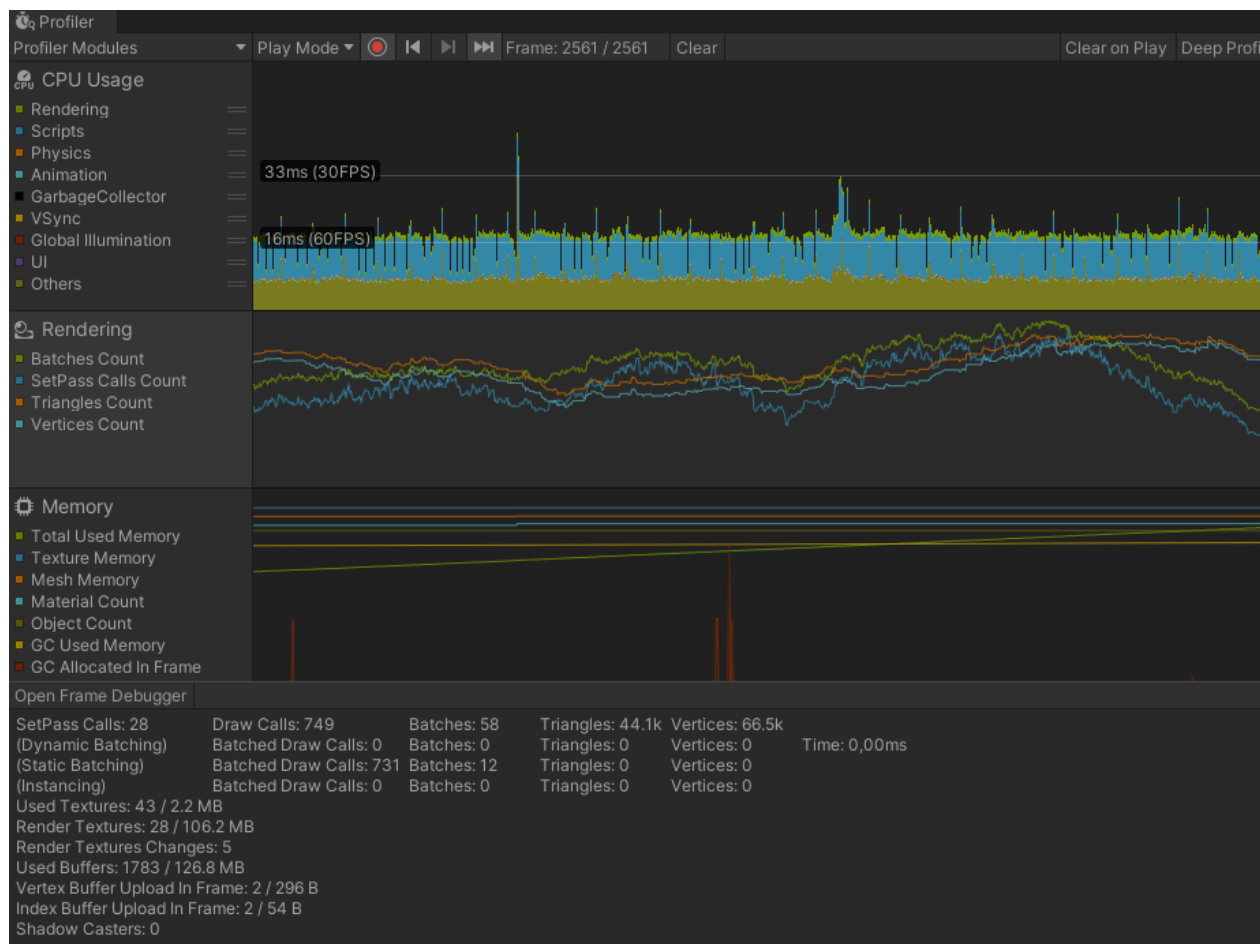 Profiler
Profiler Modules Play Mode Frame: 2561 / 2561 Clear Clear on Play Deep Profi
CPU Usage
Rendering
Scripts
Physics
Animation
GarbageCollector
VSync
Global Illumination
UI
Others
33ms (30FPS)
16ms (60FPS)
Rendering
Batches Count
SetPass Calls Count
Triangles Count
Vertices Count
Memory
Total Used Memory
Texture Memory
Mesh Memory
Material Count
Object Count
GC Used Memory
GC Allocated In Frame
Open Frame Debugger
SetPass Calls: 28 Draw Calls: 749 Batches: 58 Triangles: 44.1k Vertices: 66.5k
(Dynamic Batching) Batched Draw Calls: 0 Batches: 0 Triangles: 0 Vertices: 0 Time: 0,00ms
(Static Batching) Batched Draw Calls: 731 Batches: 12 Triangles: 0 Vertices: 0
(Instancing) Batched Draw Calls: 0 Batches: 0 Triangles: 0 Vertices: 0
Used Textures: 43 / 2.2 MB
Render Textures: 28 / 106.2 MB
Render Textures Changes: 5
Used Buffers: 1783 / 126.8 MB
Vertex Buffer Upload In Frame: 2 / 296 B
Index Buffer Upload In Frame: 2 / 54 B
Shadow Casters: 0